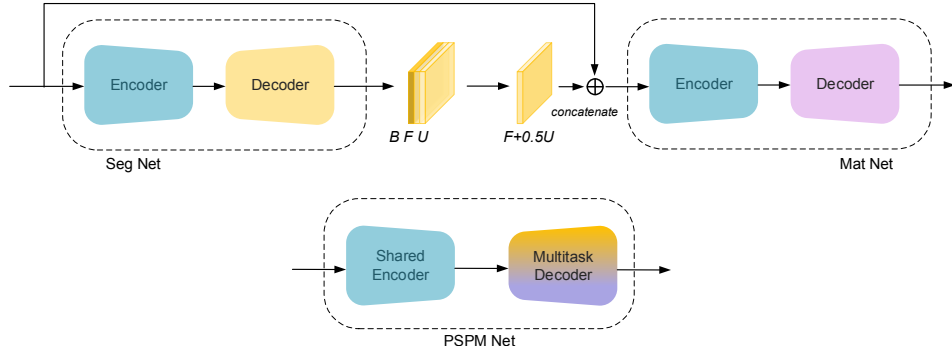 Encoder
Decoder
Encoder
Decoder
concatenate
B F U
F+0.5U
Seg Net
Mat Net
Shared
Encoder
Multitask
Decoder
PSPM Net